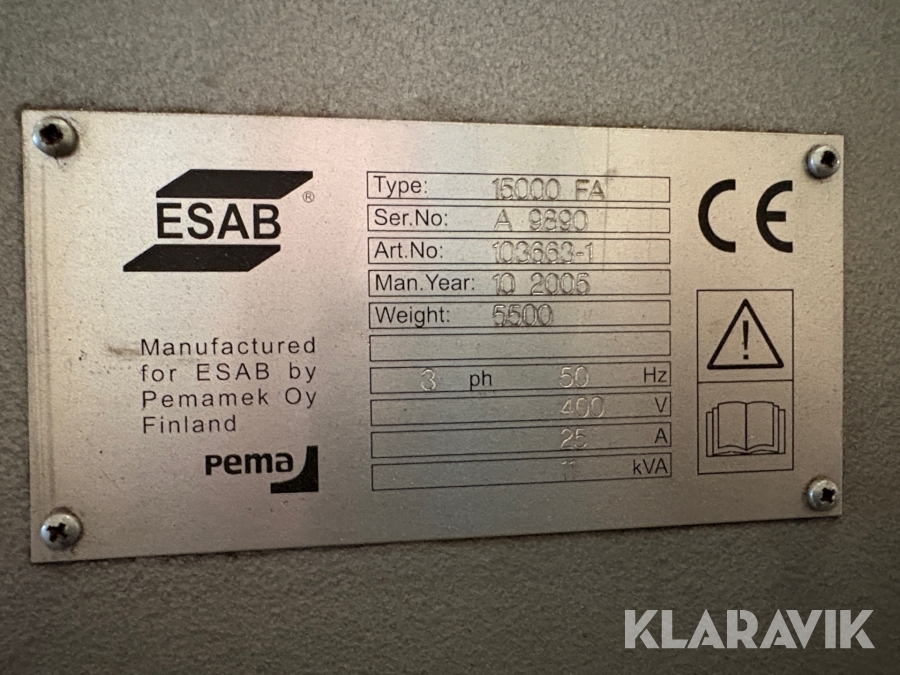 ESAB ®
Manufactured
for ESAB by
Pemamek Oy
Finland
pema
Type: 15000 FA
Ser.No: A 9890
Art.No: 103663-1
Man.Year: 10 2005
Weight: 5500
3 ph 50 Hz
400 V
25 A
11 kVA
CE
KLARAVIK